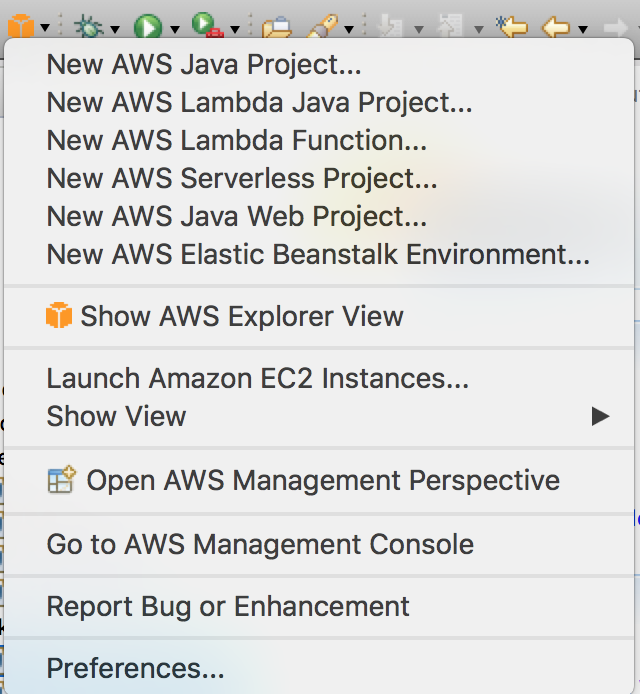 New AWS Java Project...
New AWS Lambda Java Project...
New AWS Lambda Function...
New AWS Serverless Project...
New AWS Java Web Project...
New AWS Elastic Beanstalk Environment...
Show AWS Explorer View
Launch Amazon EC2 Instances...
Show View
Open AWS Management Perspective
Go to AWS Management Console
Report Bug or Enhancement
Preferences...